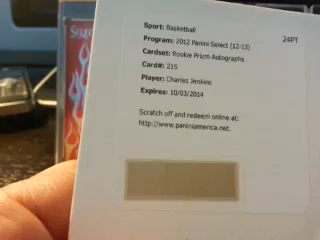 Sport: Basketball
24PT
Program: 2012 Panini Select (12-13)
Cardset: Rookie Prizm Autographs
Card#: 215
Player: Charles Jenkins
Expires: 10/03/2014
Scratch off and redeem online at:
http://www.paniniamerica.net.